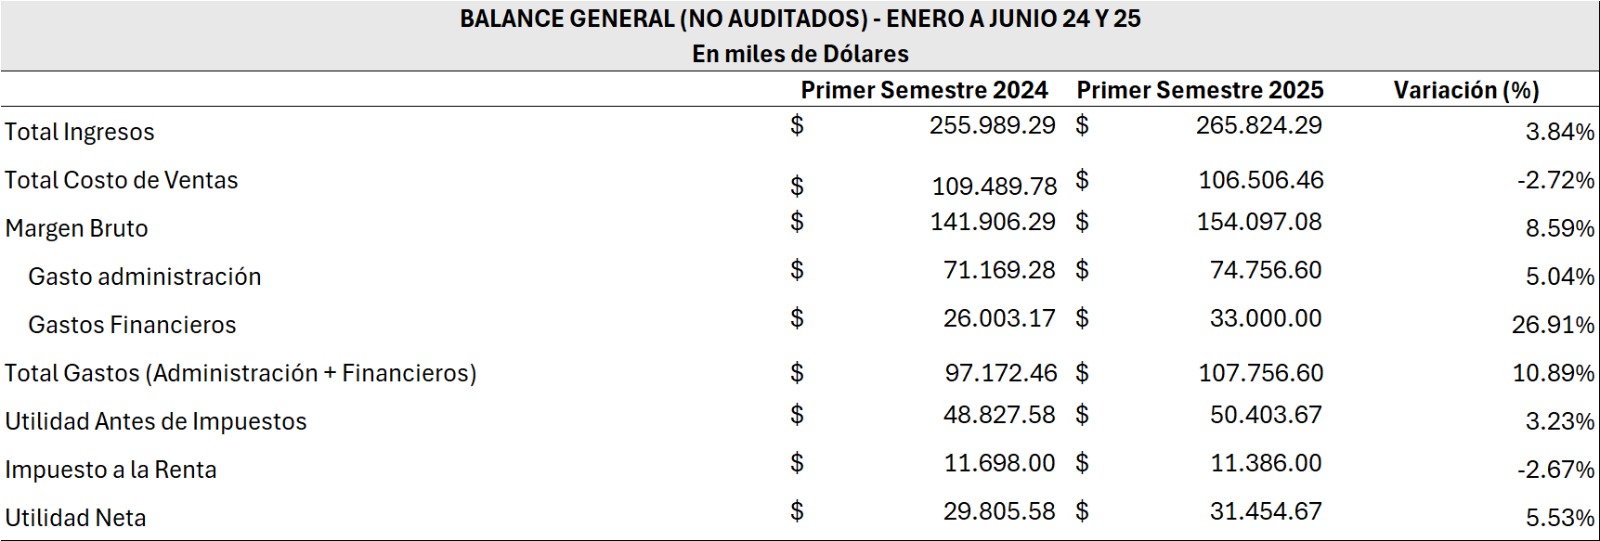 BALANCE GENERAL (NO AUDITADOS) - ENERO A JUNIO 24 Y 25
En miles de Dólares
Primer Semestre 2024 Primer Semestre 2025 Variación (%)
Total Ingresos $ 255.989.29 $ 265.824.29 3.84%
Total Costo de Ventas $ 109.489.78 $ 106.506.46 -2.72%
Margen Bruto $ 141.906.29 $ 154.097.08 8.59%
Gasto administración $ 71.169.28 $ 74.756.60 5.04%
Gastos Financieros $ 26.003.17 $ 33.000.00 26.91%
Total Gastos (Administración + Financieros) $ 97.172.46 $ 107.756.60 10.89%
Utilidad Antes de Impuestos $ 48.827.58 $ 50.403.67 3.23%
Impuesto a la Renta $ 11.698.00 $ 11.386.00 -2.67%
Utilidad Neta $ 29.805.58 $ 31.454.67 5.53%